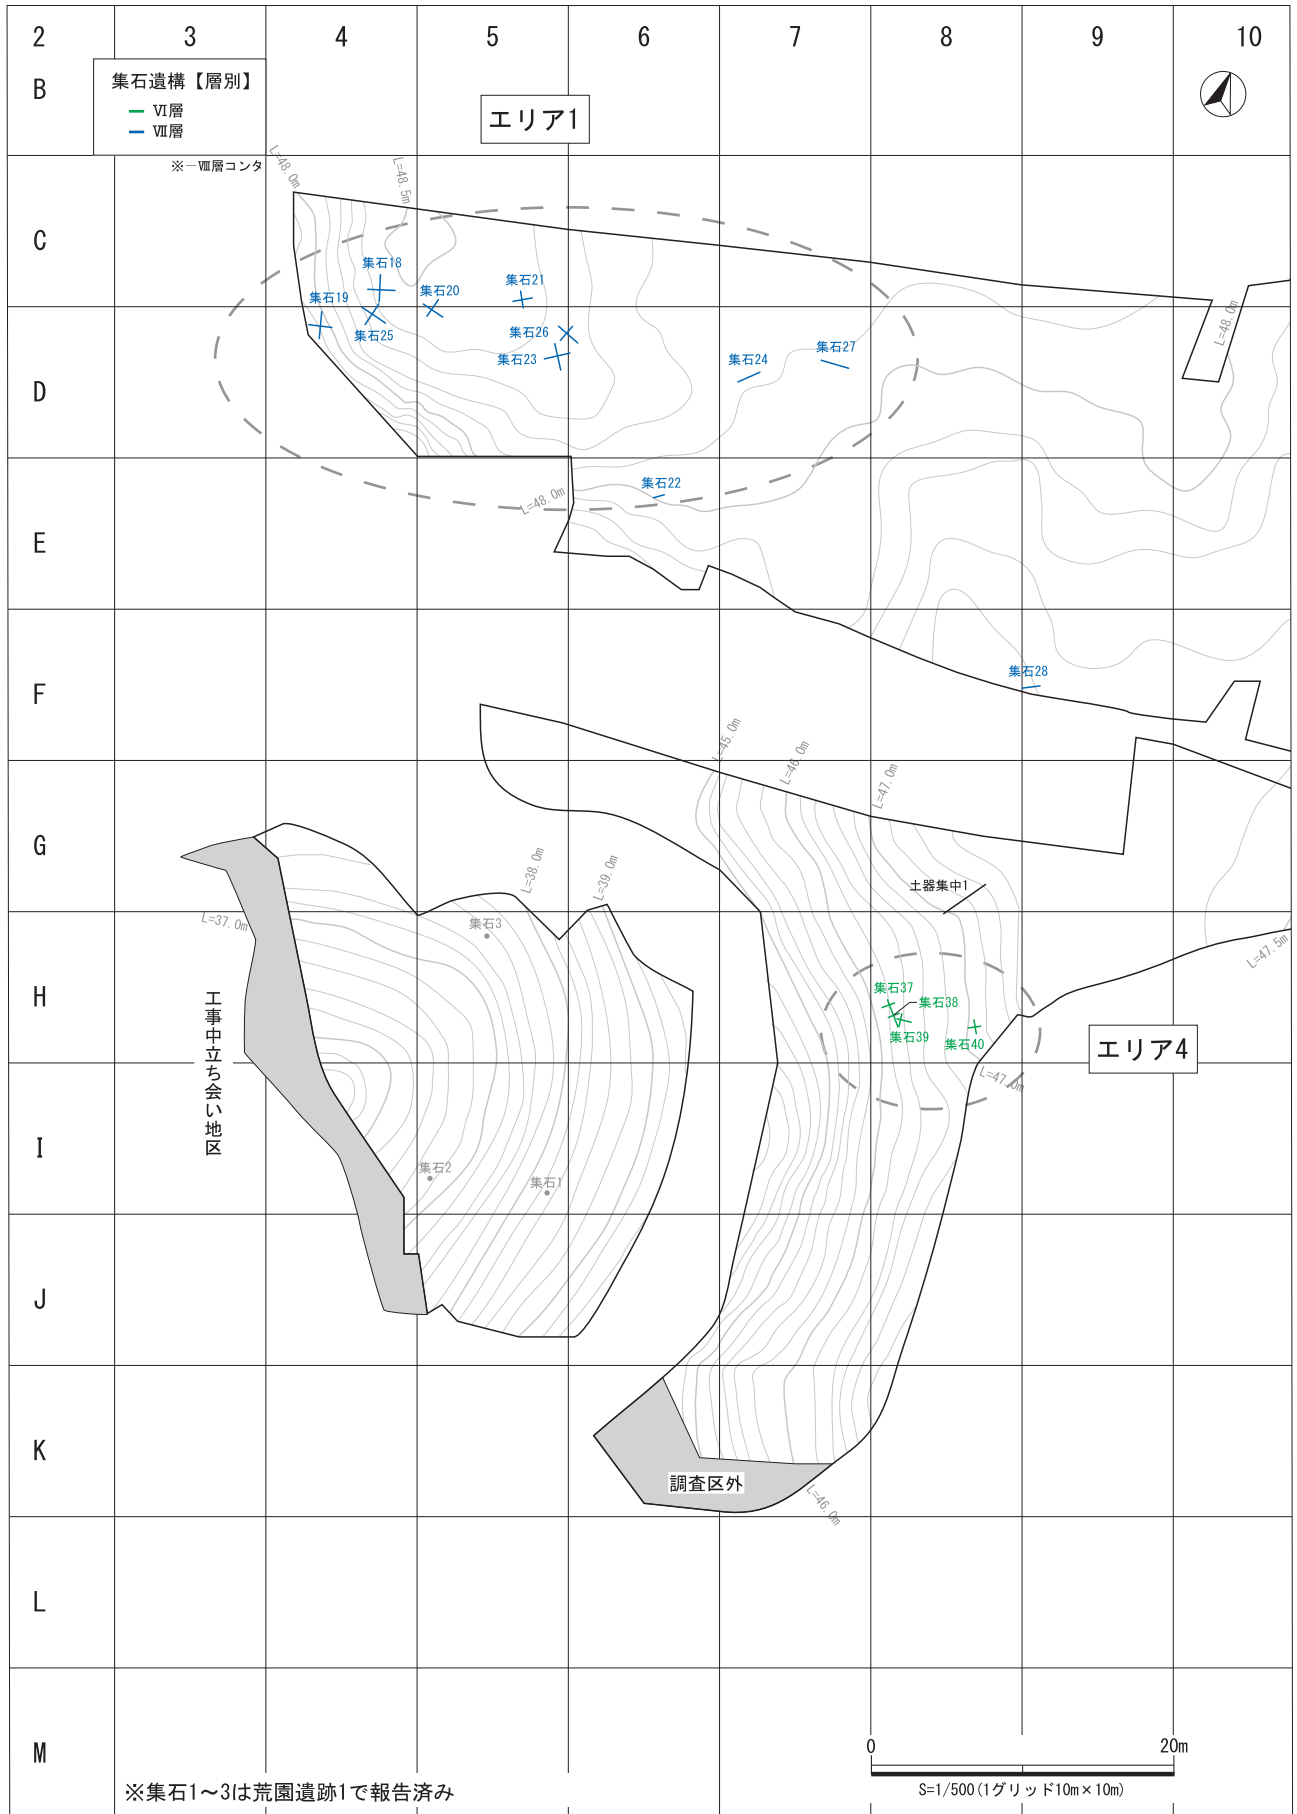 2 3 4 5 6 7 8 9 10
B
集石遺構【層別】
Ⅵ層
Ⅶ層
エリア1
※―Ⅷ層コンタ
L=48.0m
L=48.5m
C
集石18
集石19
集石20
集石21
集石25
集石26
集石23
集石24
集石27
L=48.0m
D
集石22
L=48.0m
E
集石28
F
L=45.0m
L=46.0m
L=47.0m
G
L=38.0m
L=39.0m
土器集中1
L=37.0m
集石3
L=47.5m
H
集石37
集石38
集石39
集石40
エリア4
工事中立ち会い地区
L=47.0m
I
集石2
集石1
J
K
調査区外
L=46.0m
L
M
0 20m
S=1/500(1グリッド10m×10m)
※集石1~3は荒園遺跡1で報告済み